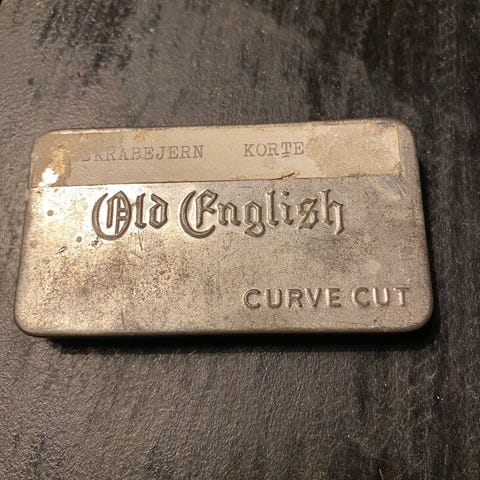 SKRABEJERN KORTE
Old English
CURVE CUT